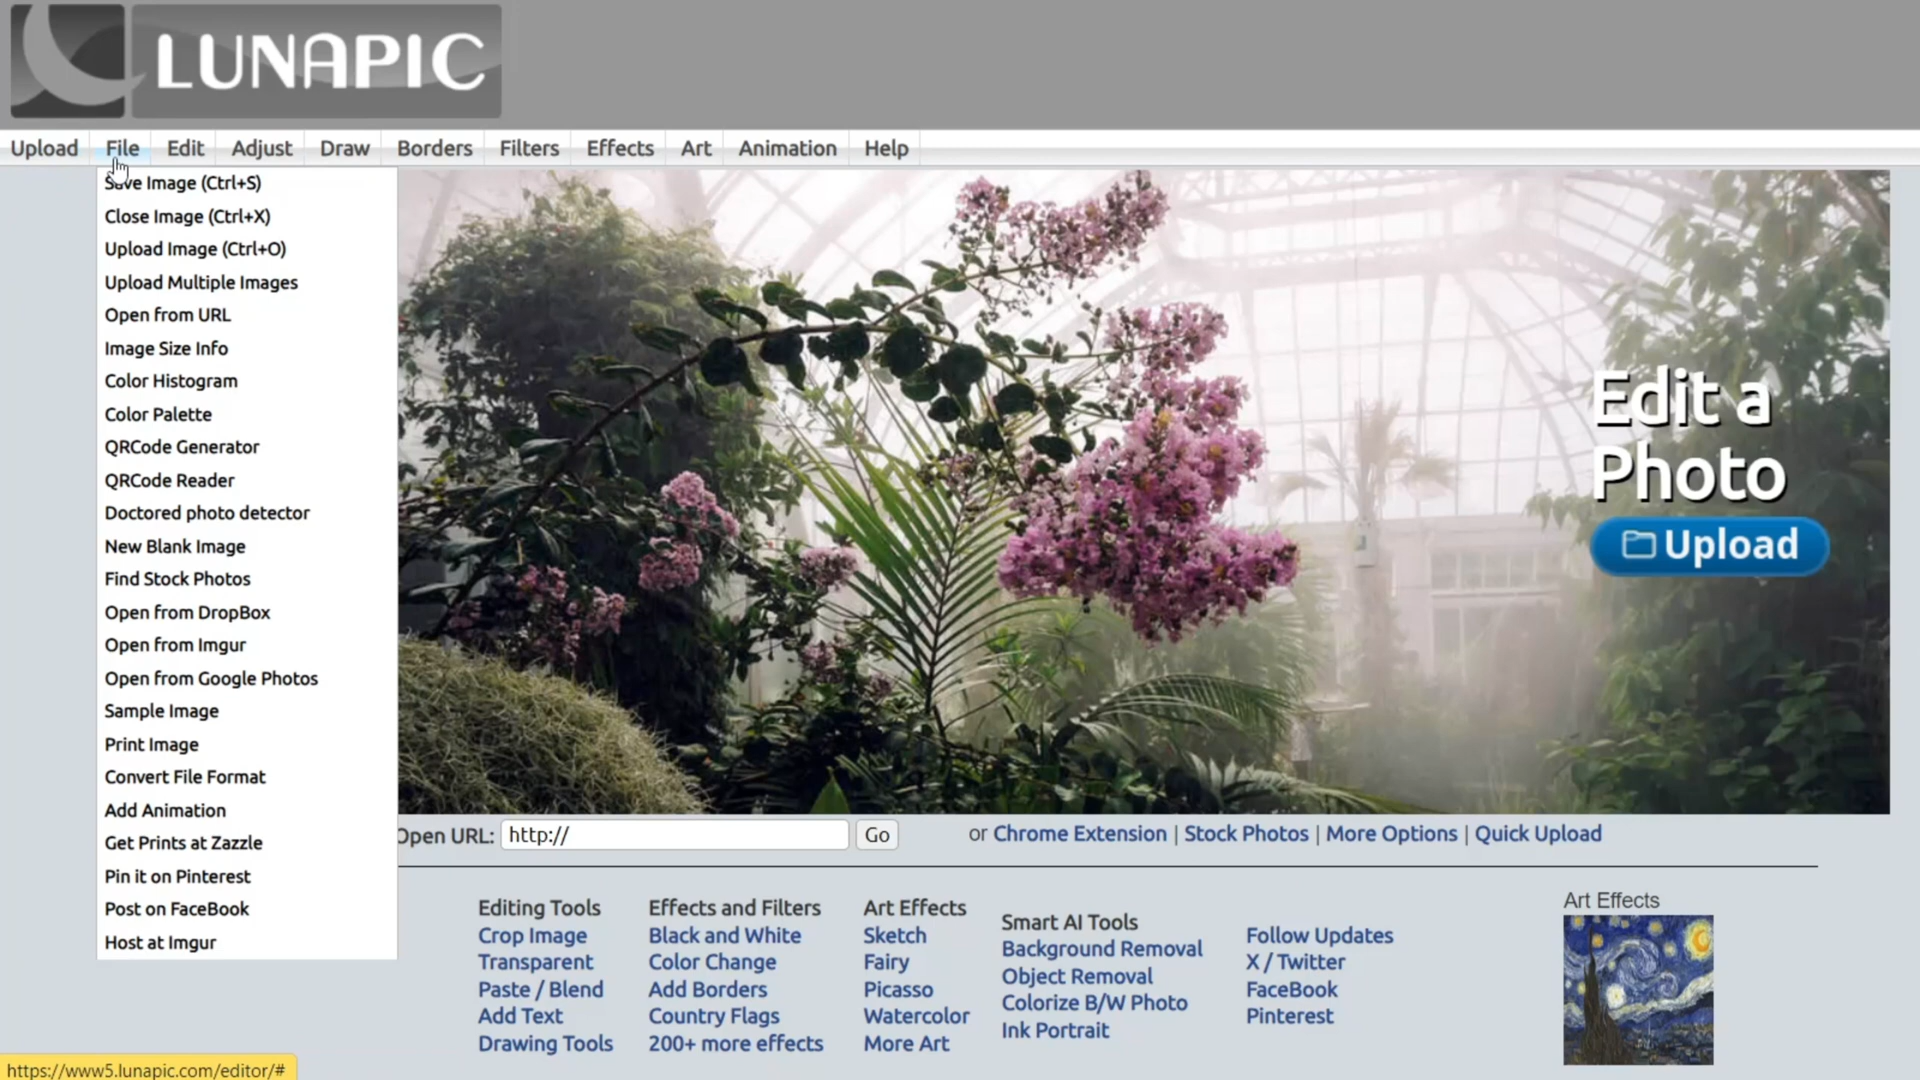 LUNAPIC
Upload File Edit Adjust Draw Borders Filters Effects Art Animation Help
Save Image (Ctrl+S)
Close Image (Ctrl+X)
Upload Image (Ctrl+O)
Upload Multiple Images
Open from URL
Image Size Info
Color Histogram
Color Palette
QRCode Generator
QRCode Reader
Doctored photo detector
New Blank Image
Find Stock Photos
Open from DropBox
Open from Imgur
Open from Google Photos
Sample Image
Print Image
Convert File Format
Add Animation
Get Prints at Zazzle
Pin it on Pinterest
Post on FaceBook
Host at Imgur
Edit a
Photo
Upload
Open URL: http:// Go or Chrome Extension | Stock Photos | More Options | Quick Upload
Editing Tools
Crop Image
Transparent
Paste / Blend
Add Text
Drawing Tools
Effects and Filters
Black and White
Color Change
Add Borders
Country Flags
200+ more effects
Art Effects
Sketch
Fairy
Picasso
Watercolor
More Art
Smart AI Tools
Background Removal
Object Removal
Colorize B/W Photo
Ink Portrait
Follow Updates
X / Twitter
FaceBook
Pinterest
Art Effects
https://www5.lunapic.com/editor/#